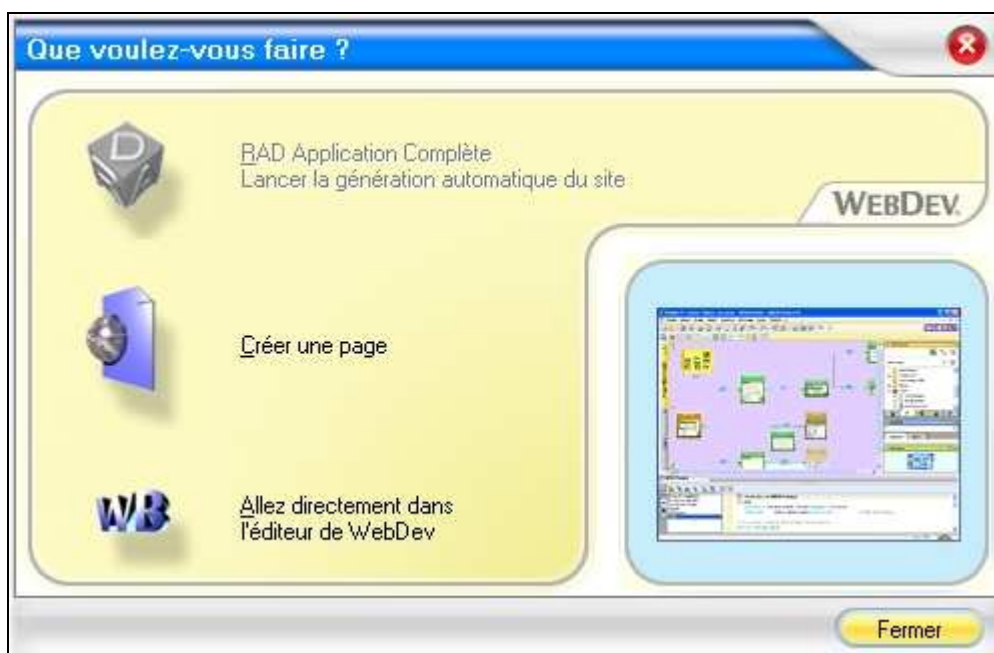 Que voulez-vous faire ?
RAD Application Complète
Lancer la génération automatique du site
WEBDEV.
Créer une page
WB
Allez directement dans
l'éditeur de WebDev
Fermer